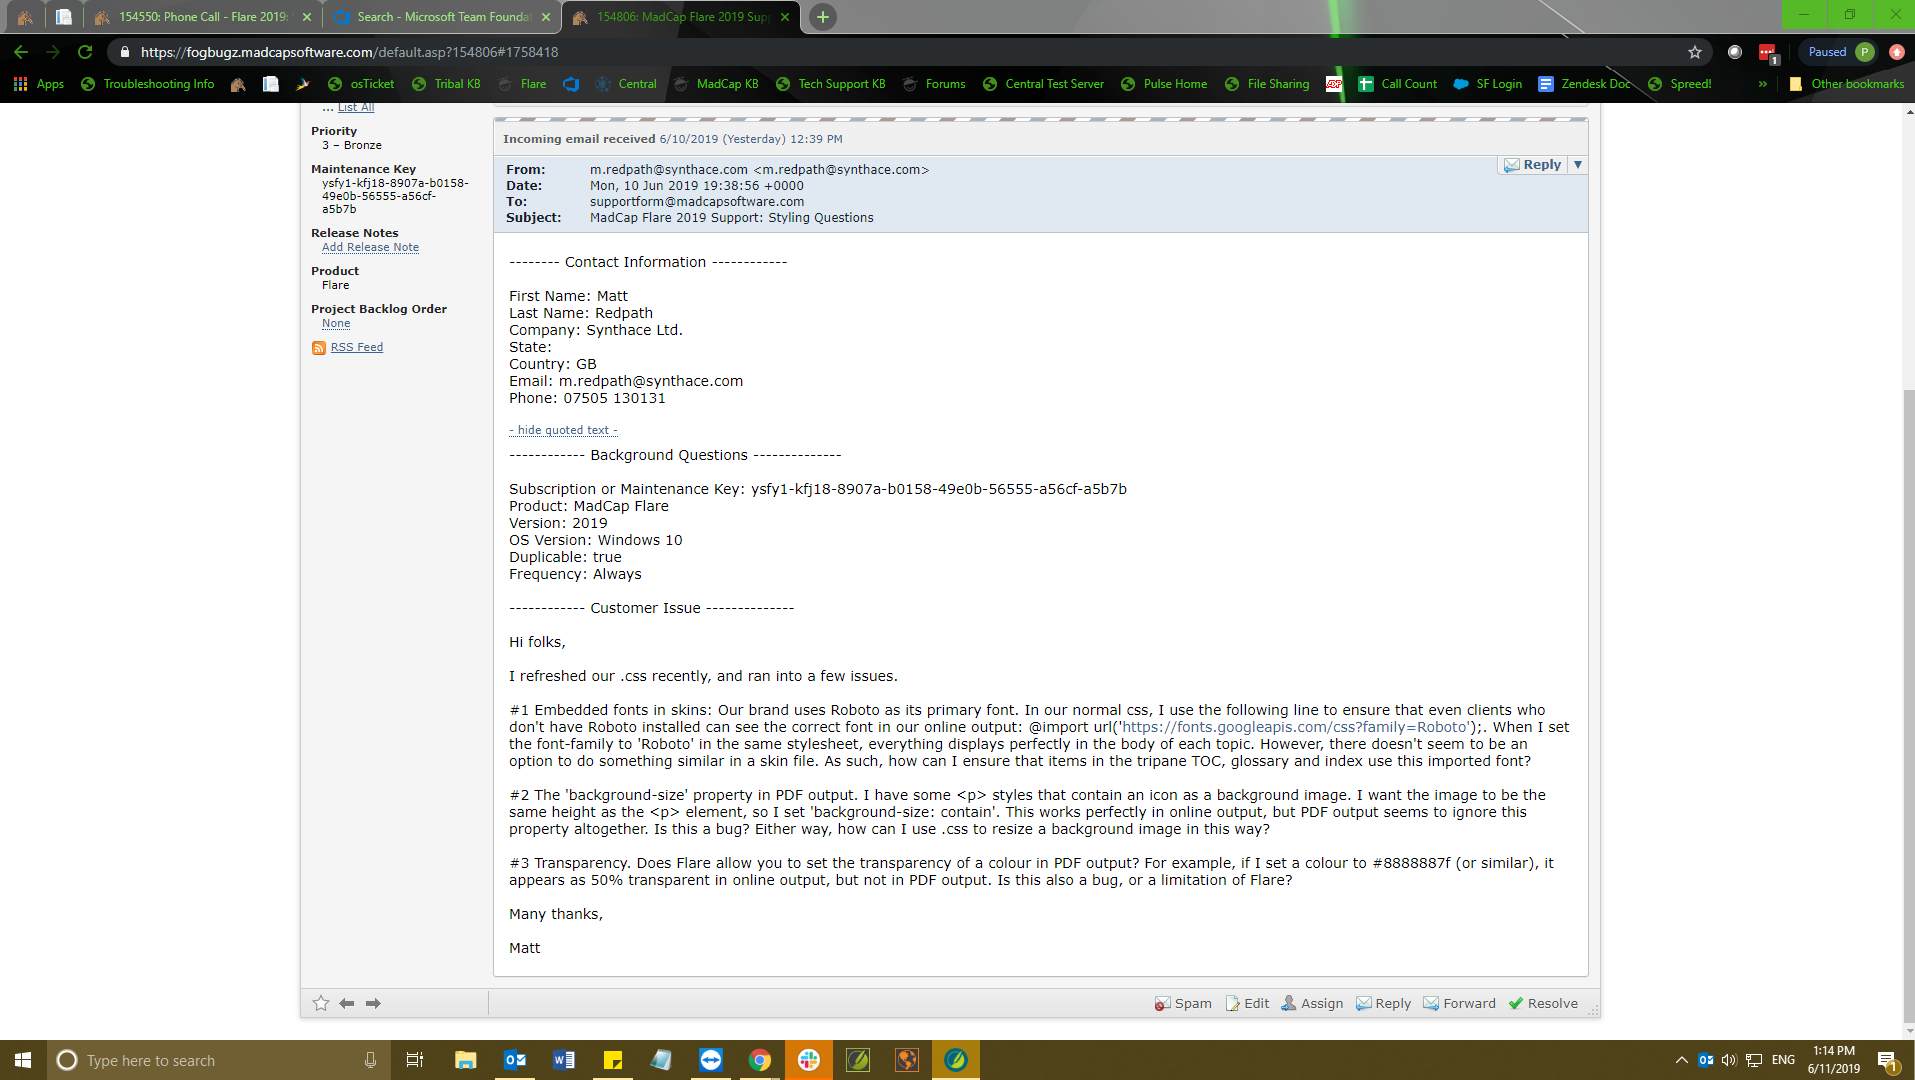 154550: Phone Call - Flare 2019:
Search - Microsoft Team Founda
154806: MadCap Flare 2019 Supp
https://fogbugz.madcapsoftware.com/default.asp?154806#1758418
1
Paused
P
Apps
Troubleshooting Info
osTicket
Tribal KB
Flare
Central
MadCap KB
Tech Support KB
Forums
Central Test Server
Pulse Home
File Sharing
Call Count
SF Login
Zendesk Doc
Spreed!
»
Other bookmarks
... List All
Priority
3 – Bronze
Maintenance Key
ysfy1-kfj18-8907a-b0158-
49e0b-56555-a56cf-
a5b7b
Release Notes
Add Release Note
Product
Flare
Project Backlog Order
None
RSS Feed
Incoming email received 6/10/2019 (Yesterday) 12:39 PM
Reply
From: m.redpath@synthace.com <m.redpath@synthace.com>
Date: Mon, 10 Jun 2019 19:38:56 +0000
To: supportform@madcapsoftware.com
Subject: MadCap Flare 2019 Support: Styling Questions
-------- Contact Information ------------
First Name: Matt
Last Name: Redpath
Company: Synthace Ltd.
State:
Country: GB
Email: m.redpath@synthace.com
Phone: 07505 130131
- hide quoted text -
------------ Background Questions --------------
Subscription or Maintenance Key: ysfy1-kfj18-8907a-b0158-49e0b-56555-a56cf-a5b7b
Product: MadCap Flare
Version: 2019
OS Version: Windows 10
Duplicable: true
Frequency: Always
------------ Customer Issue --------------
Hi folks,
I refreshed our .css recently, and ran into a few issues.
#1 Embedded fonts in skins: Our brand uses Roboto as its primary font. In our normal css, I use the following line to ensure that even clients who
don't have Roboto installed can see the correct font in our online output: @import url('https://fonts.googleapis.com/css?family=Roboto');. When I set
the font-family to 'Roboto' in the same stylesheet, everything displays perfectly in the body of each topic. However, there doesn't seem to be an
option to do something similar in a skin file. As such, how can I ensure that items in the tripane TOC, glossary and index use this imported font?
#2 The 'background-size' property in PDF output. I have some <p> styles that contain an icon as a background image. I want the image to be the
same height as the <p> element, so I set 'background-size: contain'. This works perfectly in online output, but PDF output seems to ignore this
property altogether. Is this a bug? Either way, how can I use .css to resize a background image in this way?
#3 Transparency. Does Flare allow you to set the transparency of a colour in PDF output? For example, if I set a colour to #8888887f (or similar), it
appears as 50% transparent in online output, but not in PDF output. Is this also a bug, or a limitation of Flare?
Many thanks,
Matt
Spam
Edit
Assign
Reply
Forward
Resolve
Type here to search
ENG
1:14 PM
6/11/2019
1